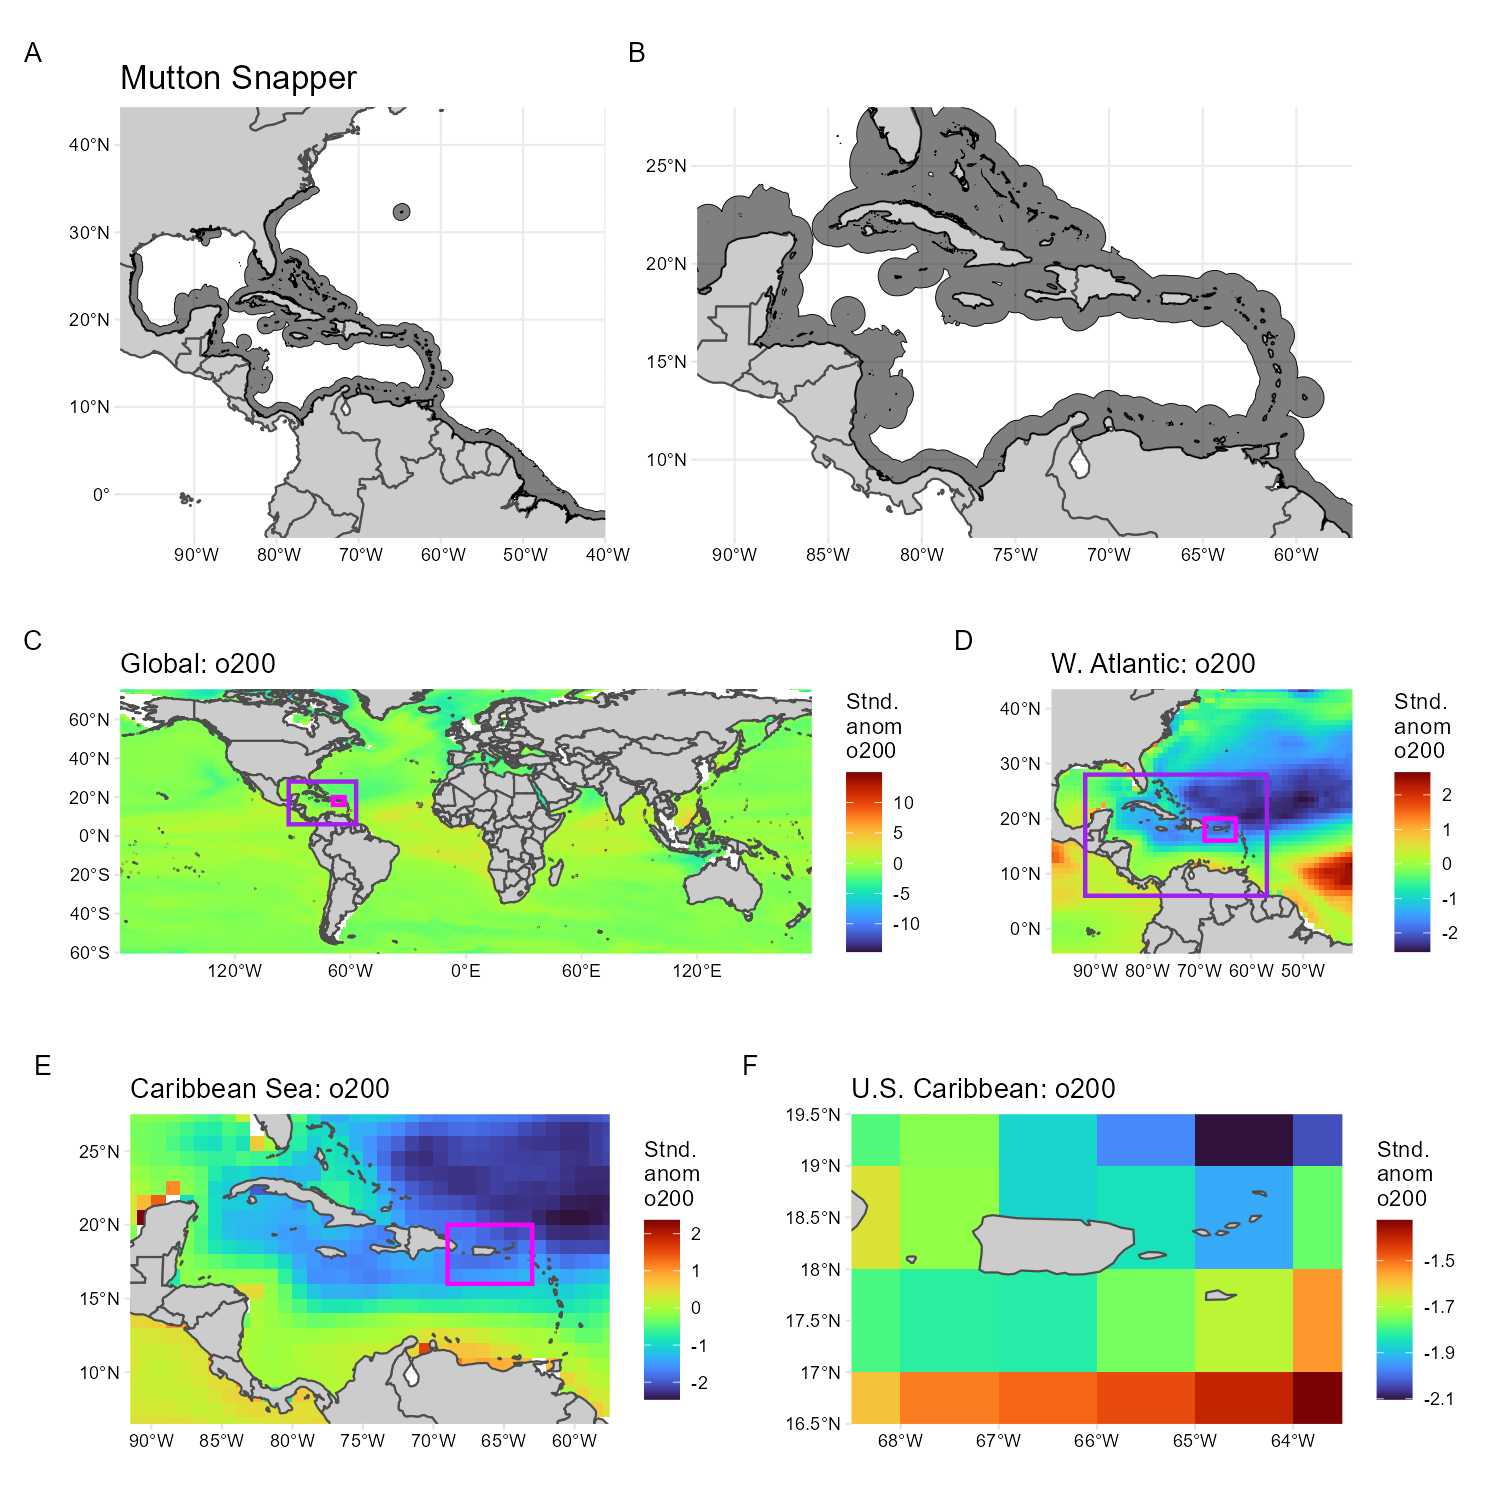 A
Mutton Snapper
40°N
30°N
20°N
10°N
0°
90°W 80°W 70°W 60°W 50°W 40°W
B
25°N
20°N
15°N
10°N
90°W 85°W 80°W 75°W 70°W 65°W 60°W
C
Global: o200
60°N
40°N
20°N
0°N
20°S
40°S
60°S
120°W 60°W 0°E 60°E 120°E
Stnd.
anom
o200
10
5
0
-5
-10
D
W. Atlantic: o200
40°N
30°N
20°N
10°N
0°N
90°W 80°W 70°W 60°W 50°W
Stnd.
anom
o200
2
1
0
-1
-2
E
Caribbean Sea: o200
25°N
20°N
15°N
10°N
90°W 85°W 80°W 75°W 70°W 65°W 60°W
Stnd.
anom
o200
2
1
0
-1
-2
F
U.S. Caribbean: o200
19.5°N
19°N
18.5°N
18°N
17.5°N
17°N
16.5°N
68°W 67°W 66°W 65°W 64°W
Stnd.
anom
o200
-1.5
-1.7
-1.9
-2.1